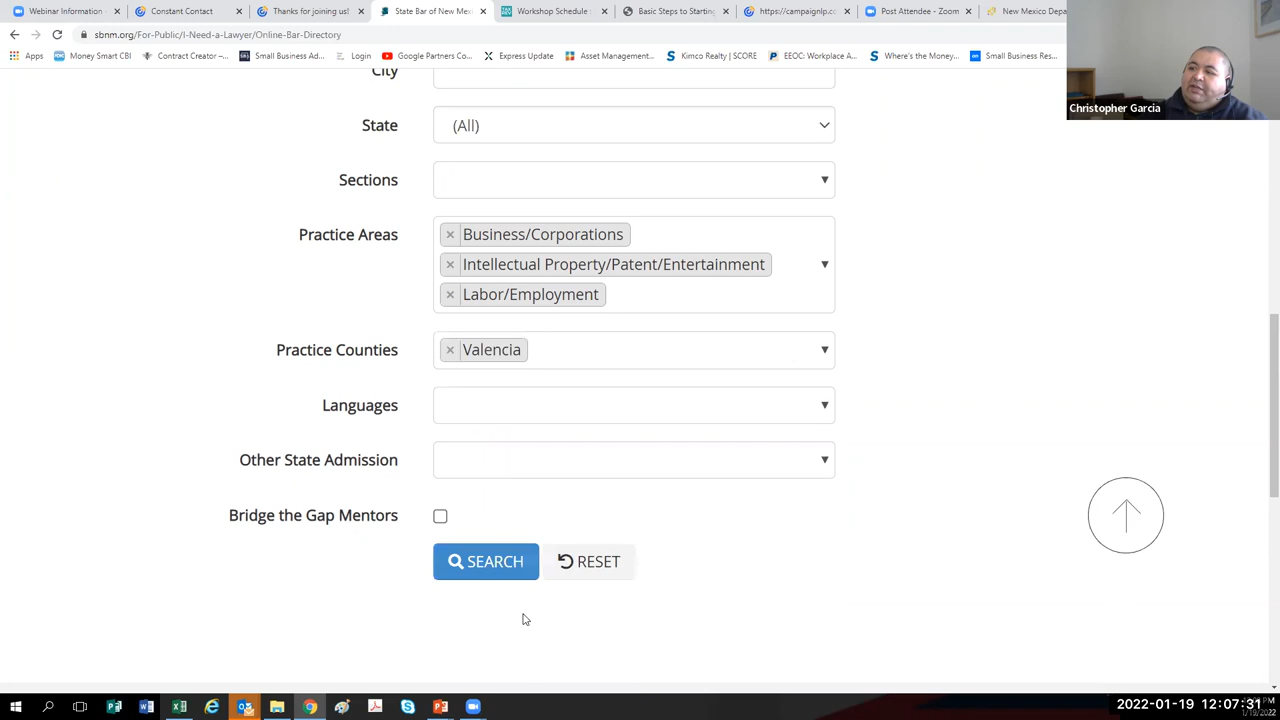 Webinar Information -
Constant Contact
Thanks for joining us!
State Bar of New Mex
Workshop Schedule
Basic Steps to Starting
https://campaignlp.co
Post Attendee - Zoom
New Mexico Depa
sbnm.org/For-Public/I-Need-a-Lawyer/Online-Bar-Directory
Apps
Money Smart CBI
Contract Creator –...
Small Business Ad...
Login
Google Partners Co...
Express Update
Asset Management...
Kimco Realty | SCORE
EEOC: Workplace A...
Where's the Money...
Small Business Res...
Christopher Garcia
City
State
(All)
Sections
Practice Areas
× Business/Corporations
× Intellectual Property/Patent/Entertainment
× Labor/Employment
Practice Counties
× Valencia
Languages
Other State Admission
Bridge the Gap Mentors
SEARCH
RESET
2022-01-19 12:07:31
1/19/2022